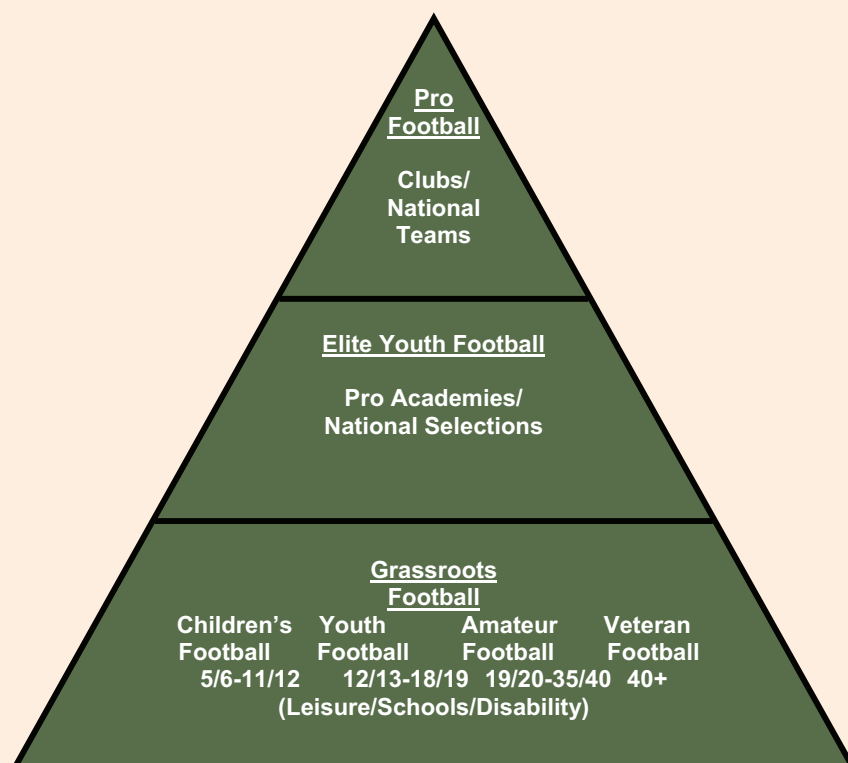 Pro
Football
Clubs/
National
Teams
Elite Youth Football
Pro Academies/
National Selections
Grassroots
Football
Children’s Youth Amateur Veteran
Football Football Football Football
5/6-11/12 12/13-18/19 19/20-35/40 40+
(Leisure/Schools/Disability)